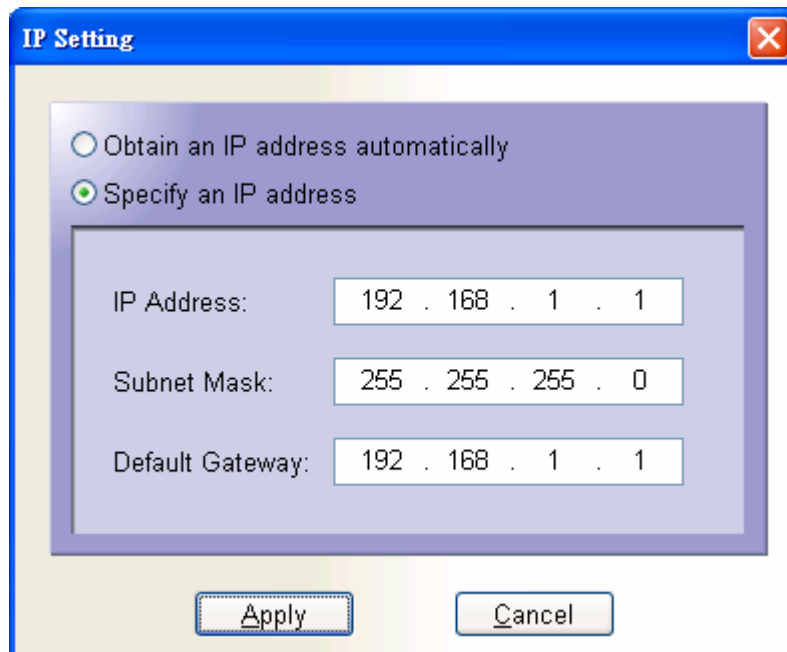 IP Setting
Obtain an IP address automatically
Specify an IP address
IP Address: 192 . 168 . 1 . 1
Subnet Mask: 255 . 255 . 255 . 0
Default Gateway: 192 . 168 . 1 . 1
Apply Cancel